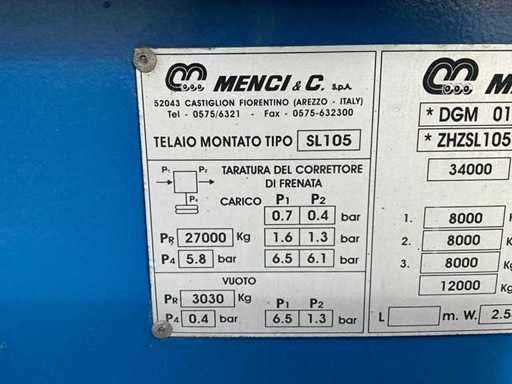 MENCI & C. S.p.A.
52043 CASTIGLION FIORENTINO (AREZZO - ITALY)
Tel - 0575/6321 - Fax - 0575-632300
TELAIO MONTATO TIPO SL105
P₁ P₂
P₄
TARATURA DEL CORRETTORE
DI FRENATA
CARICO P₁ P₂
0.7 0.4 bar
PR 27000 Kg 1.6 1.3 bar
P₄ 5.8 bar 6.5 6.1 bar
VUOTO
PR 3030 Kg P₁ P₂
P₄ 0.4 bar 6.5 1.3 bar
* DGM 01
* ZHZSL105
34000
1. 8000
2. 8000
3. 8000 Kg
12000 Kg
L m. W. 2.5